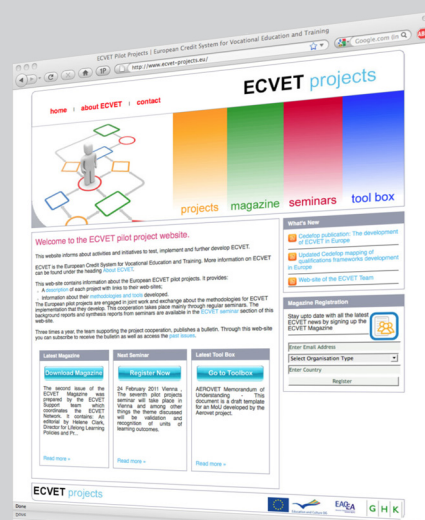 ECVET Pilot Projects | European Credit System for Vocational Education and Training
http://www.ecvet-projects.eu/
Google.com (in
home | about ECVET | contact
ECVET projects
projects magazine seminars tool box
Welcome to the ECVET pilot project website.
This website informs about activities and initiatives to test, implement and further develop ECVET.
ECVET is the European Credit System for Vocational Education and Training. More information on ECVET
can be found under the heading About ECVET.
This web-site contains information about the European ECVET pilot projects. It provides:
- A description of each project with links to their web-sites;
- Information about their methodologies and tools developed.
The European pilot projects are engaged in joint work and exchange about the methodologies for ECVET
implementation that they develop. This cooperation takes place mainly through regular seminars. The
background reports and synthesis reports from seminars are available in the ECVET seminar section of this
web-site.
Three times a year, the team supporting the project cooperation, publishes a bulletin. Through this web-site
you can subscribe to receive the bulletin as well as access the past issues.
Latest Magazine
Download Magazine
The second issue of the
ECVET Magazine was
prepared by the ECVET
Support team which
coordinates the ECVET
Network. It contains: An
editorial by Helene Clark,
Director for Lifelong Learning
Policies and Pr...
Read more »
Next Seminar
Register Now
24 February 2011 Vienna .
The seventh pilot projects
seminar will take place in
Vienna and among other
things the theme discussed
will be validation and
recognition of units of
learning outcomes.
Read more »
Latest Tool Box
Go to Toolbox
AEROVET Memorandum of
Understanding - This
document is a draft template
for an MoU developed by the
Aerovet project.
Read more »
What's New
Cedefop publication: The development
of ECVET in Europe
Updated Cedefop mapping of
qualifications frameworks development
in Europe
Web-site of the ECVET Team
Magazine Registration
Stay upto date with all the latest
ECVET news by signing up the
ECVET Magazine
Enter Email Address
Select Organisation Type
Enter Country
Register
ECVET projects
Education and Culture DG
EACEA
GHK
Done